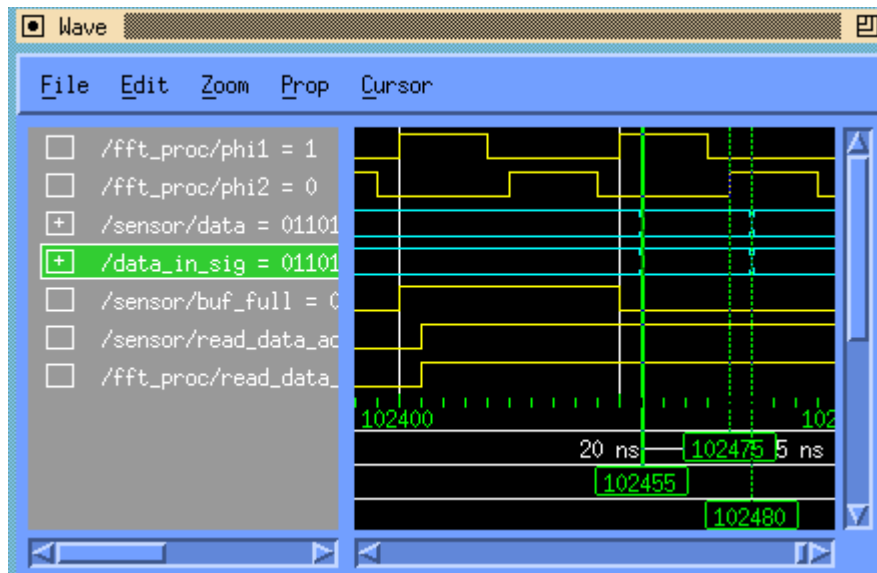 Wave
File Edit Zoom Prop Cursor
/fft_proc/phi1 = 1
/fft_proc/phi2 = 0
/sensor/data = 01101
/data_in_sig = 01101
/sensor/buf_full = 0
/sensor/read_data_ac
/fft_proc/read_data_
102400 102
20 ns 102475 5 ns
102455
102480